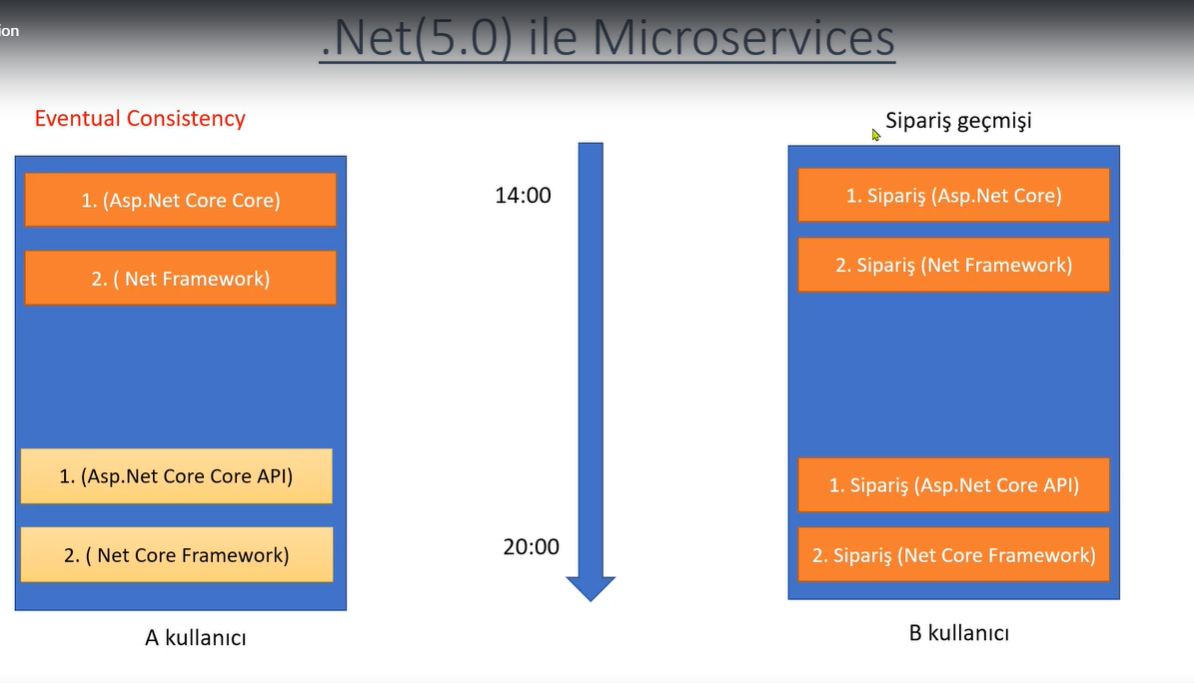 ion
.Net(5.0) ile Microservices
Eventual Consistency
1. (Asp.Net Core Core)
2. ( Net Framework)
1. (Asp.Net Core Core API)
2. ( Net Core Framework)
A kullanıcı
14:00
20:00
Sipariş geçmişi
1. Sipariş (Asp.Net Core)
2. Sipariş (Net Framework)
1. Sipariş (Asp.Net Core API)
2. Sipariş (Net Core Framework)
B kullanıcı